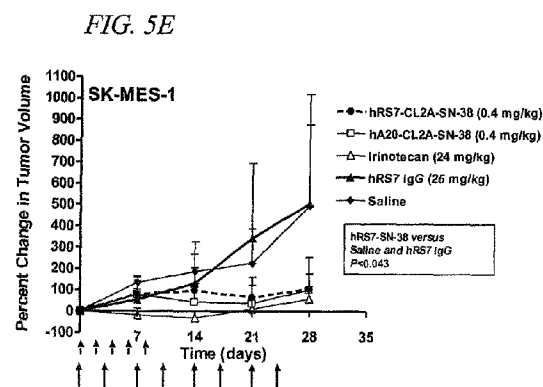 FIG. 5E
Percent Change in Tumor Volume
1100
1000
900
800
700
600
500
400
300
200
100
0
-100
SK-MES-1
7
14
21
28
35
Time (days)
hRS7-CL2A-SN-38 (0.4 mg/kg)
hA20-CL2A-SN-38 (0.4 mg/kg)
Irinotecan (24 mg/kg)
hRS7 IgG (25 mg/kg)
Saline
hRS7-SN-38 versus
Saline and hRS7 IgG
P<0.043